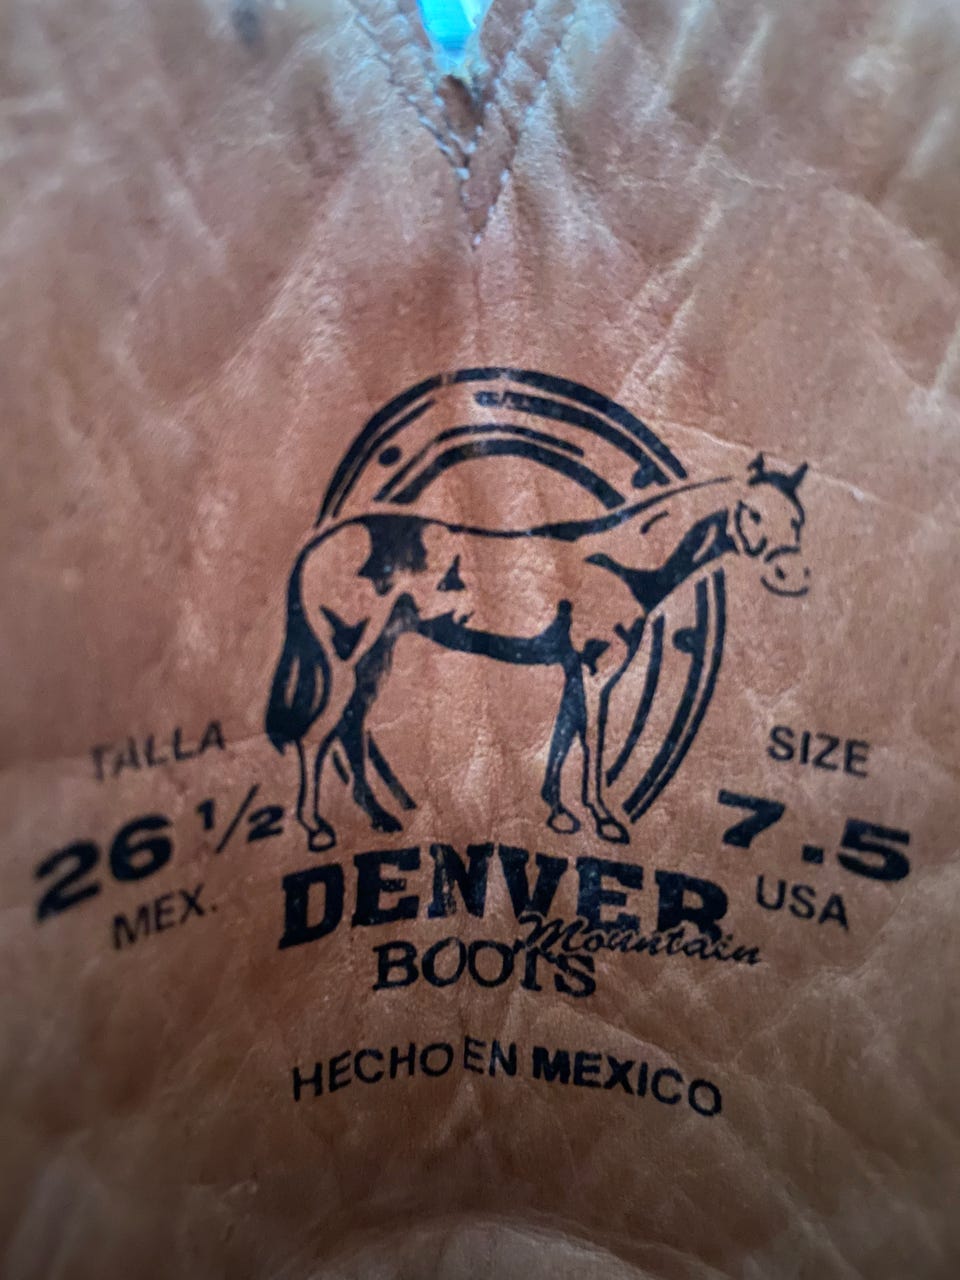 TALLA
26 1/2
MEX.
SIZE
7.5
USA
DENVER
Mountain
BOOTS
HECHO EN MEXICO